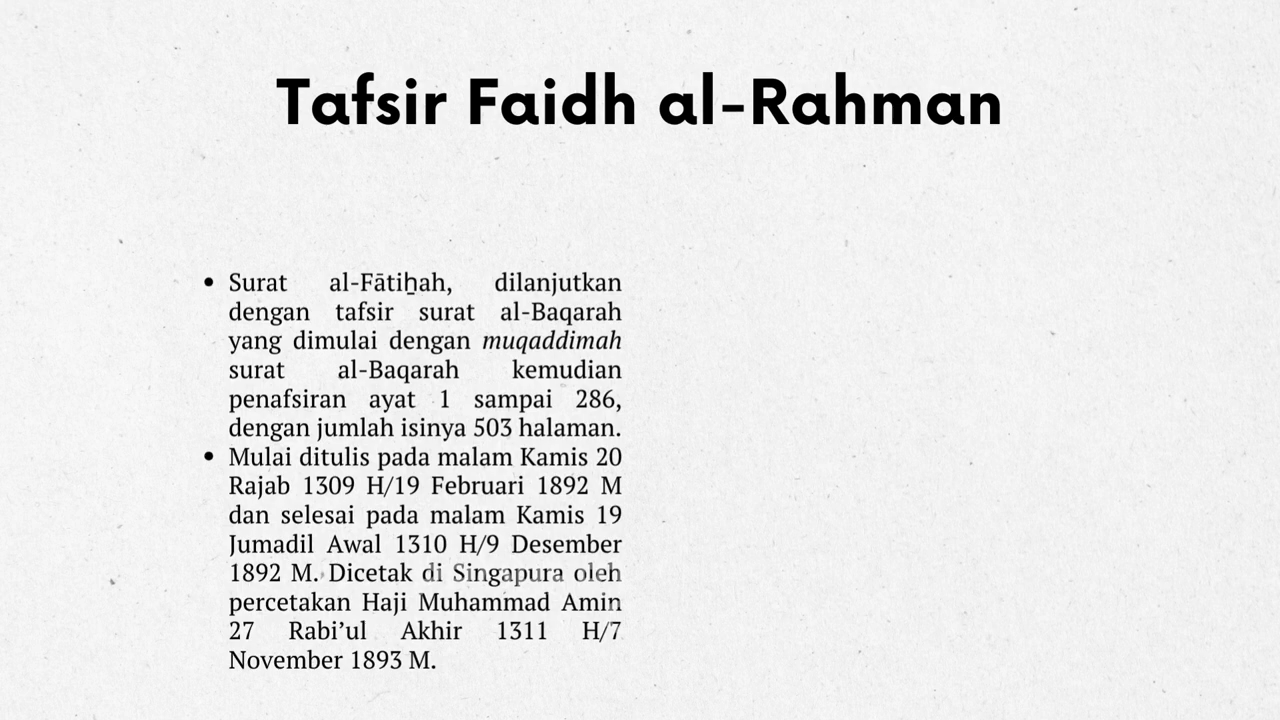 Tafsir Faidh al-Rahman
• Surat al-Fātiẖah, dilanjutkan
dengan tafsir surat al-Baqarah
yang dimulai dengan muqaddimah
surat al-Baqarah kemudian
penafsiran ayat 1 sampai 286,
dengan jumlah isinya 503 halaman.
• Mulai ditulis pada malam Kamis 20
Rajab 1309 H/19 Februari 1892 M
dan selesai pada malam Kamis 19
Jumadil Awal 1310 H/9 Desember
1892 M. Dicetak di Singapura oleh
percetakan Haji Muhammad Amin
27 Rabi’ul Akhir 1311 H/7
November 1893 M.